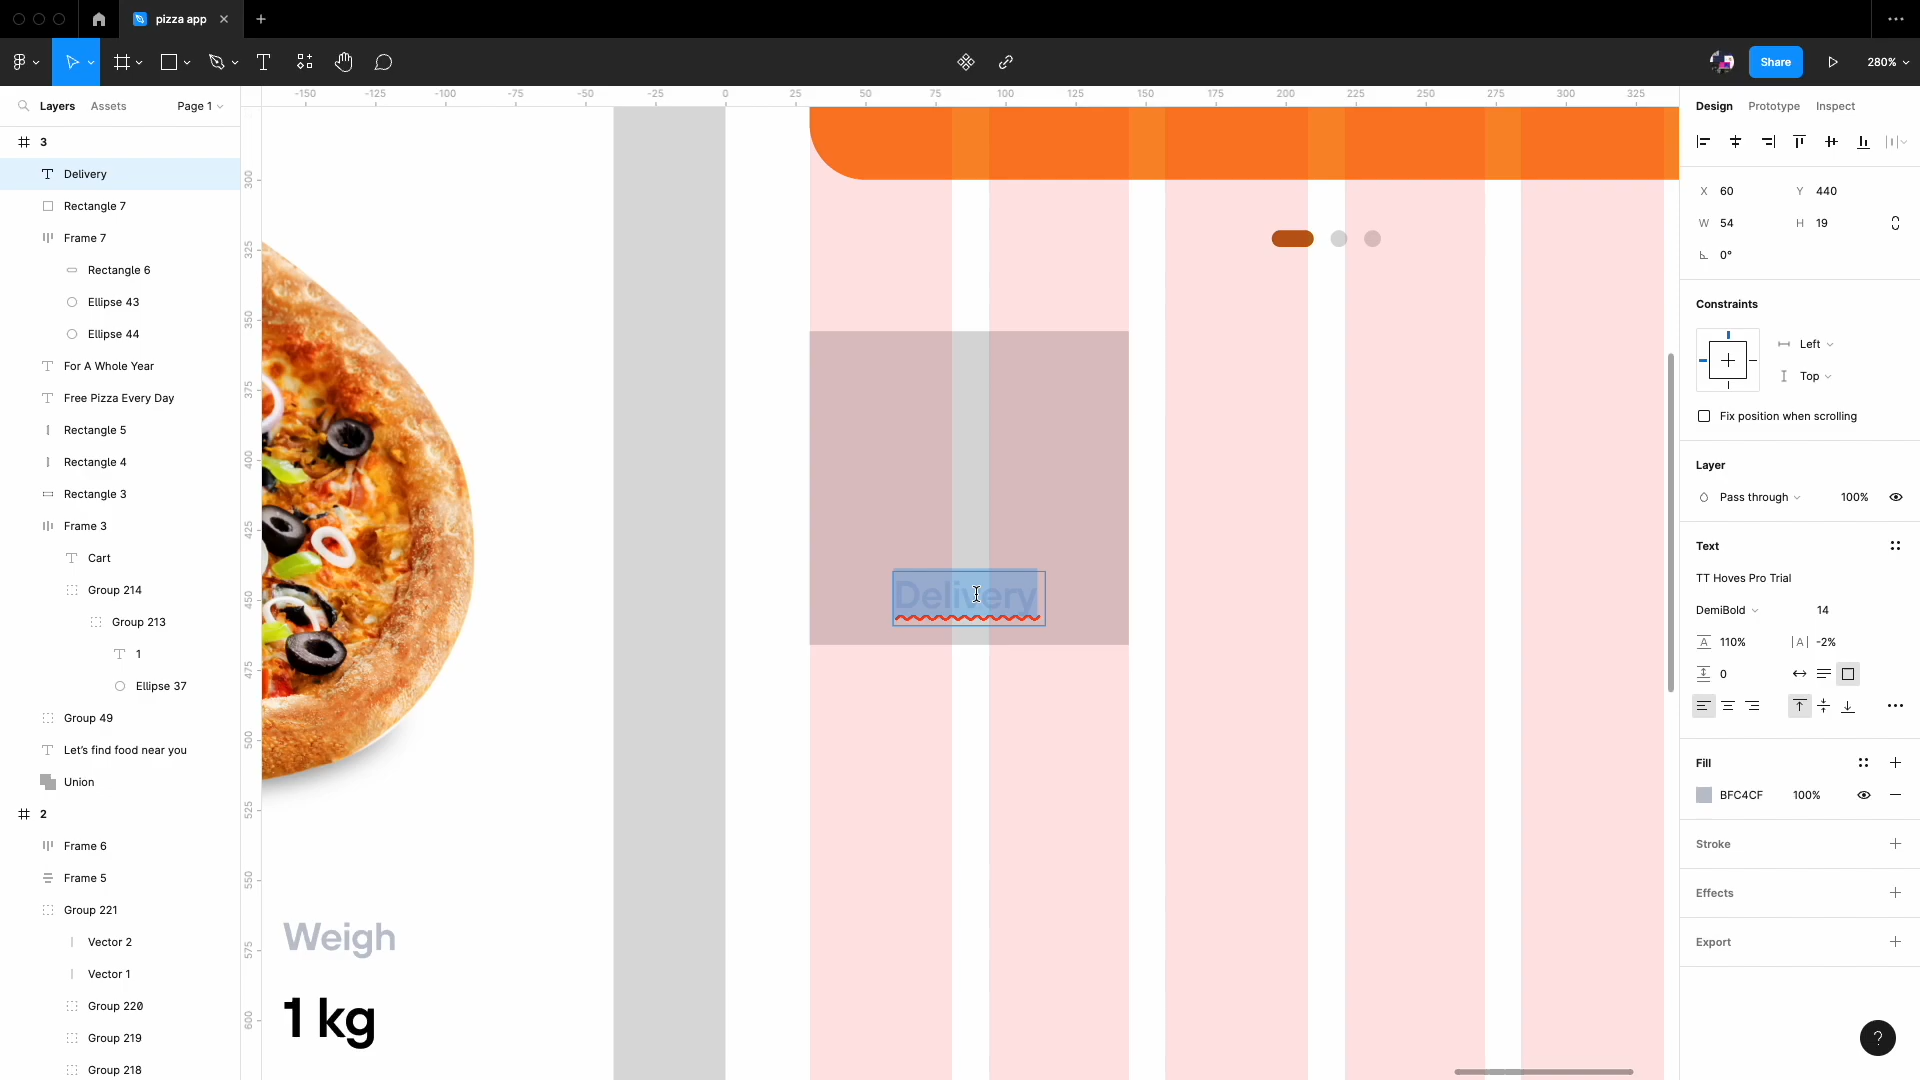 pizza app
Share
280%
Layers
Assets
Page 1
-150
-125
-100
-75
-50
-25
0
25
50
75
100
125
150
175
200
225
250
275
300
325
Design
Prototype
Inspect
3
Delivery
Rectangle 7
Frame 7
Rectangle 6
Ellipse 43
Ellipse 44
For A Whole Year
Free Pizza Every Day
Rectangle 5
Rectangle 4
Rectangle 3
Frame 3
Cart
Group 214
Group 213
1
Ellipse 37
Group 49
Let's find food near you
Union
2
Frame 6
Frame 5
Group 221
Vector 2
Vector 1
Group 220
Group 219
Group 218
300
325
350
375
400
425
450
475
500
525
550
575
600
Delivery
Weigh
1 kg
X 60
Y 440
W 54
H 19
0°
Constraints
Left
Top
Fix position when scrolling
Layer
Pass through
100%
Text
TT Hoves Pro Trial
DemiBold
14
110%
|A| -2%
0
Fill
BFC4CF
100%
Stroke
Effects
Export
?